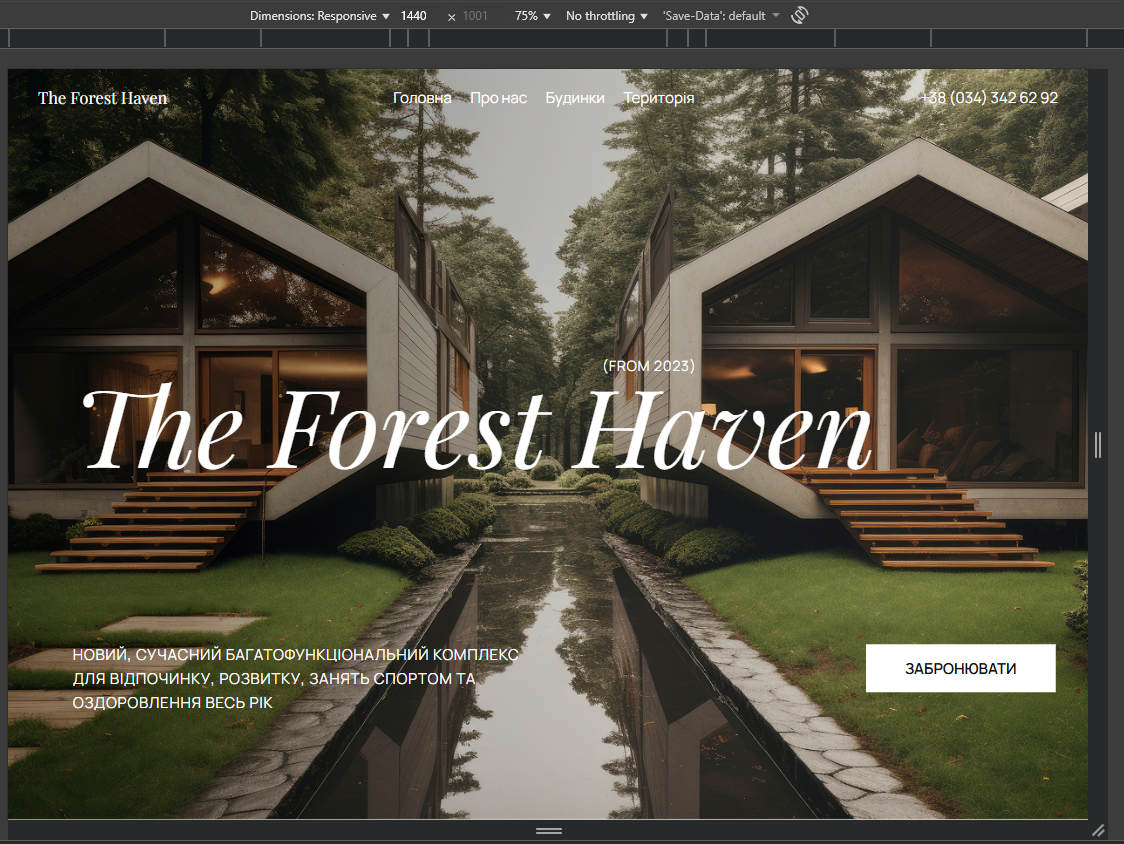 Dimensions: Responsive 1440 × 1001 75% No throttling 'Save-Data': default
The Forest Haven Головна Про нас Будинки Територія +38 (034) 342 62 92
(FROM 2023)
The Forest Haven
НОВИЙ, СУЧАСНИЙ БАГАТОФУНКЦІОНАЛЬНИЙ КОМПЛЕКС
ДЛЯ ВІДПОЧИНКУ, РОЗВИТКУ, ЗАНЯТЬ СПОРТОМ ТА
ОЗДОРОВЛЕННЯ ВЕСЬ РІК
ЗАБРОНЮВАТИ